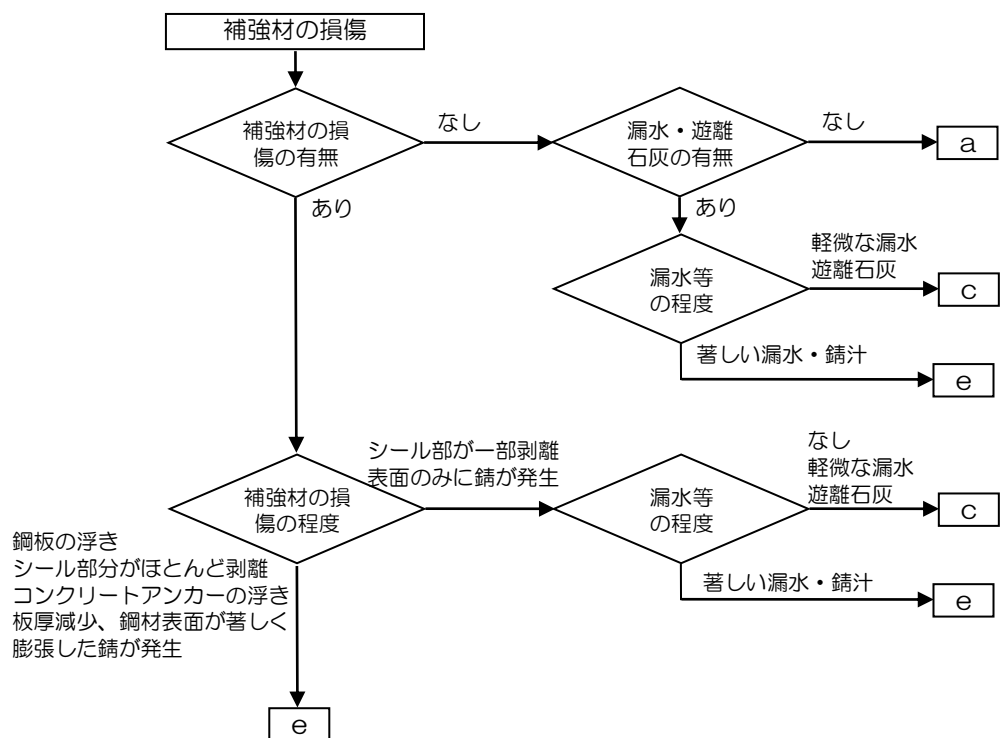 補強材の損傷
補強材の損
傷の有無
なし
漏水・遊離
石灰の有無
なし
a
あり
あり
漏水等
の程度
軽微な漏水
遊離石灰
c
著しい漏水・錆汁
e
補強材の損
傷の程度
シール部が一部剥離
表面のみに錆が発生
漏水等
の程度
なし
軽微な漏水
遊離石灰
c
著しい漏水・錆汁
e
鋼板の浮き
シール部分がほとんど剥離
コンクリートアンカーの浮き
板厚減少、鋼材表面が著しく
膨張した錆が発生
e